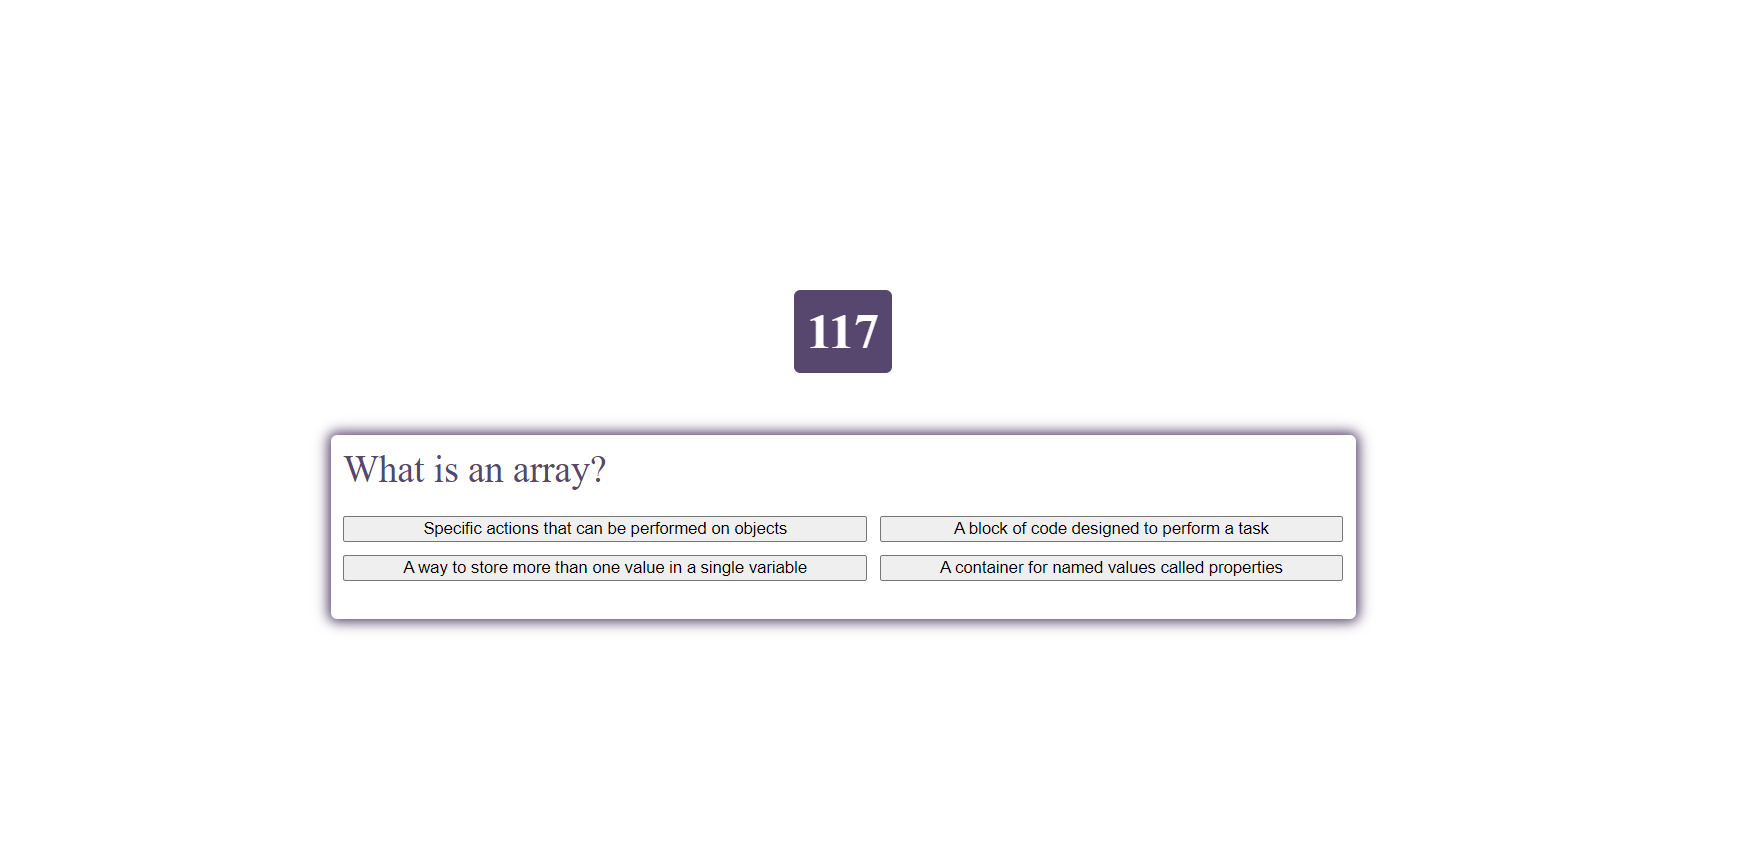 117
What is an array?
Specific actions that can be performed on objects
A block of code designed to perform a task
A way to store more than one value in a single variable
A container for named values called properties